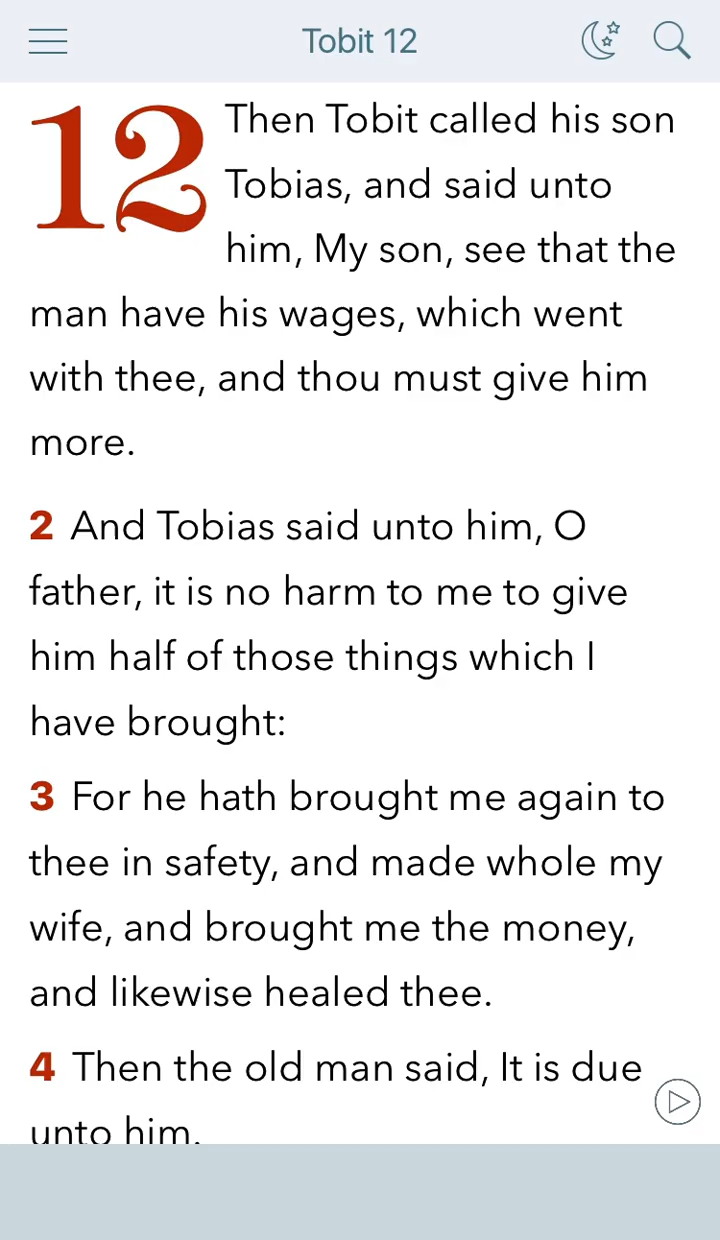 Tobit 12
12 Then Tobit called his son
Tobias, and said unto
him, My son, see that the
man have his wages, which went
with thee, and thou must give him
more.
2 And Tobias said unto him, O
father, it is no harm to me to give
him half of those things which I
have brought:
3 For he hath brought me again to
thee in safety, and made whole my
wife, and brought me the money,
and likewise healed thee.
4 Then the old man said, It is due
unto him.